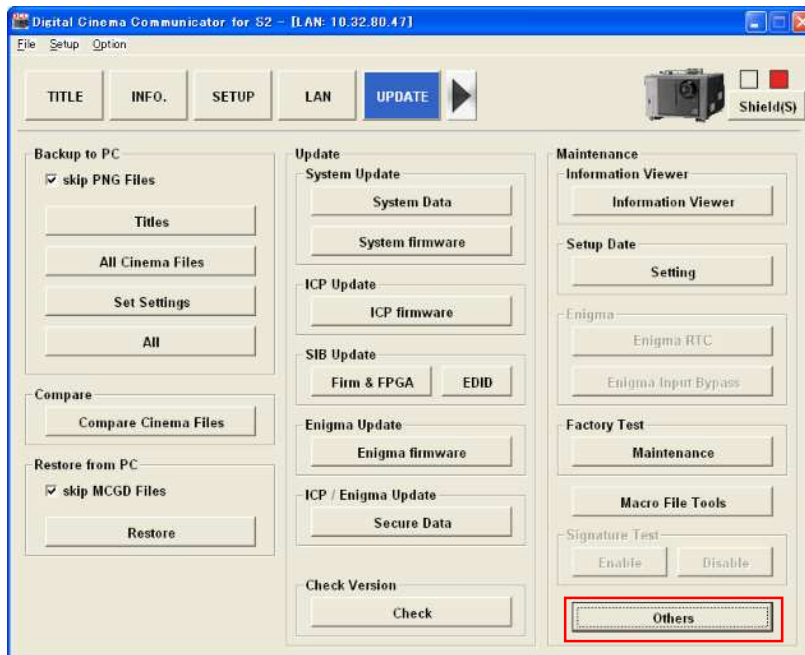 Digital Cinema Communicator for S2 - [LAN: 10.32.80.47]
File Setup Option
TITLE INFO. SETUP LAN UPDATE
Shield(S)
Backup to PC
skip PNG Files
Titles
All Cinema Files
Set Settings
All
Compare
Compare Cinema Files
Restore from PC
skip MCGD Files
Restore
Update
System Update
System Data
System firmware
ICP Update
ICP firmware
SIB Update
Firm & FPGA EDID
Enigma Update
Enigma firmware
ICP / Enigma Update
Secure Data
Check Version
Check
Maintenance
Information Viewer
Information Viewer
Setup Date
Setting
Enigma
Enigma RTC
Enigma Input Bypass
Factory Test
Maintenance
Macro File Tools
Signature Test
Enable Disable
Others